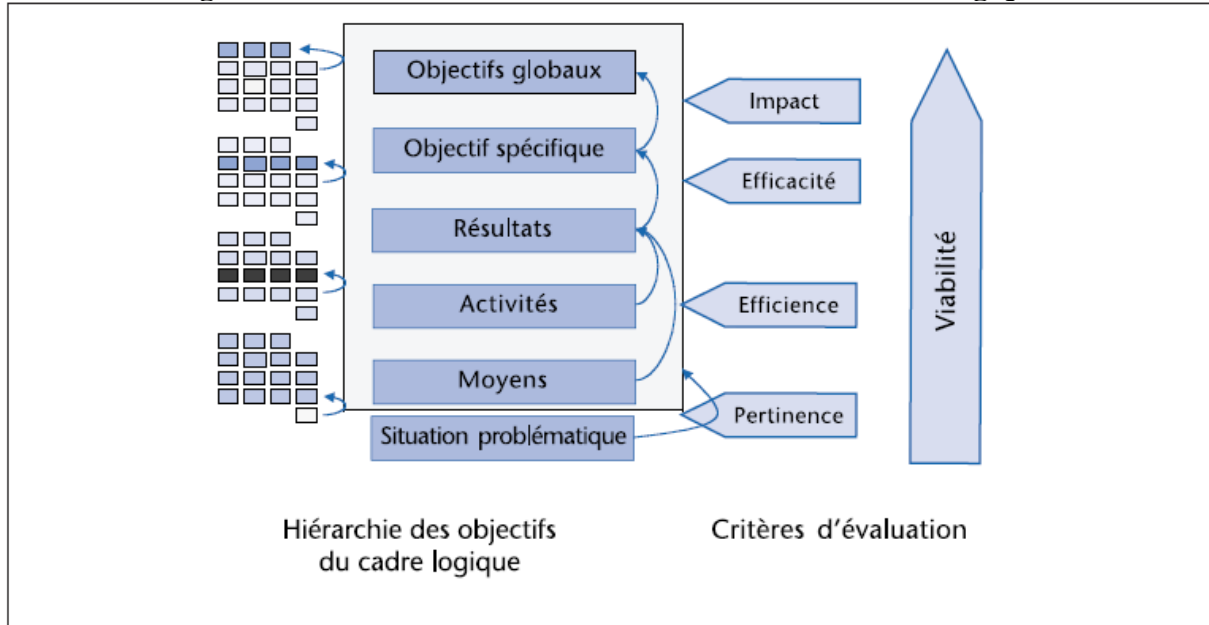 Objectifs globaux
Impact
Objectif spécifique
Efficacité
Résultats
Viabilité
Activités
Efficience
Moyens
Pertinence
Situation problématique
Hiérarchie des objectifs
du cadre logique
Critères d'évaluation